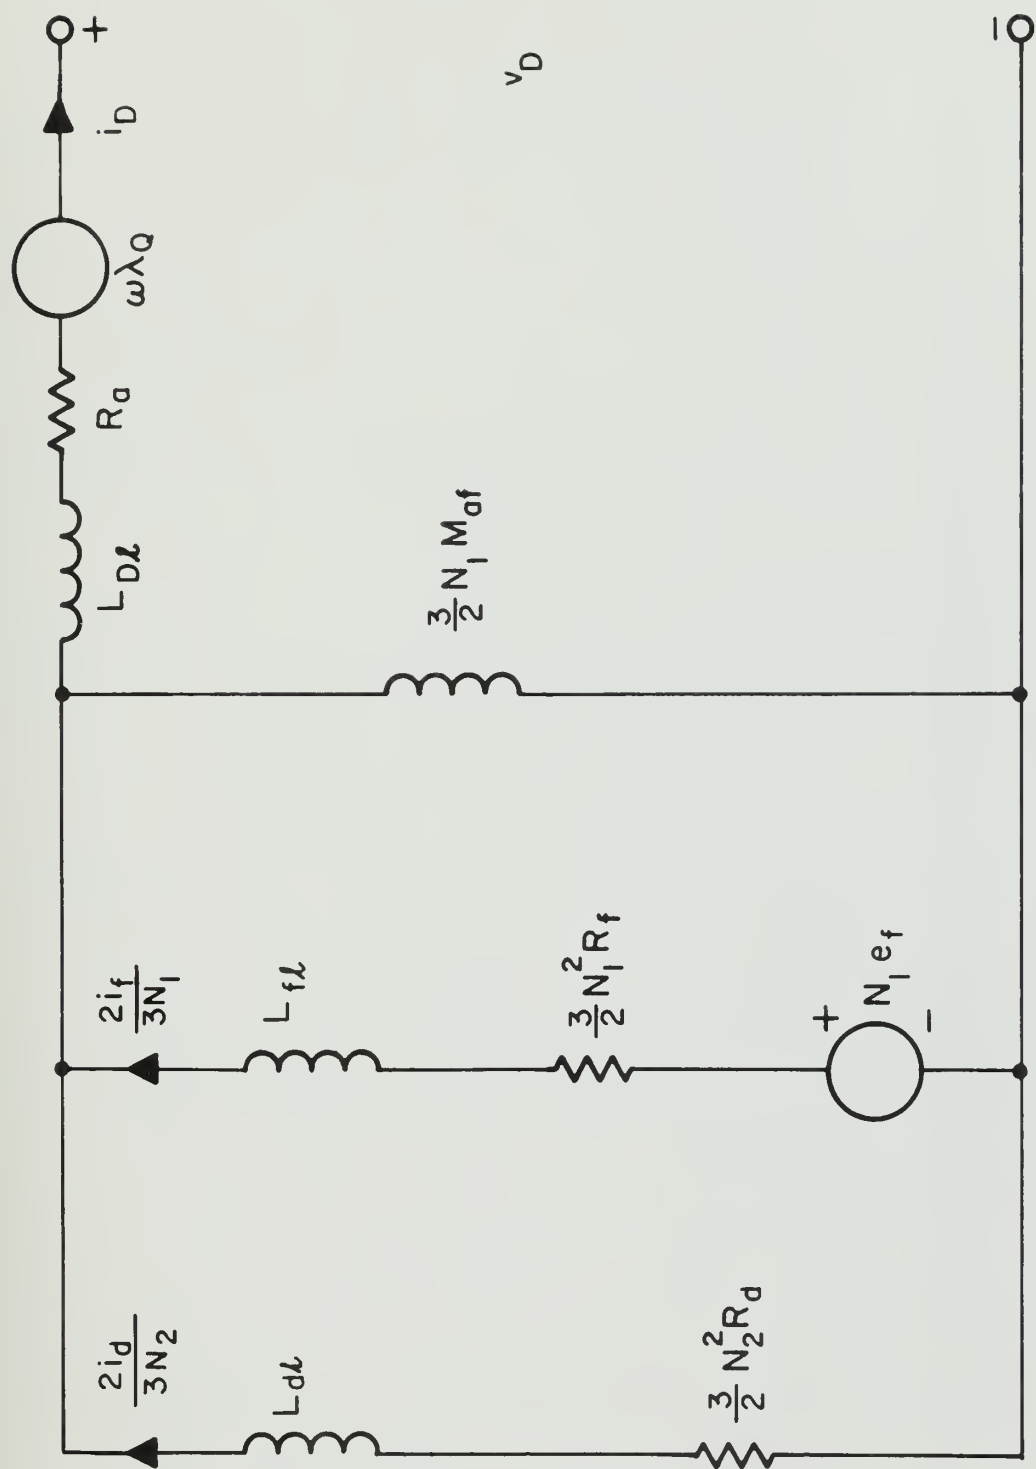 2i_d/3N_2
L_dℓ
3/2 N_2^2 R_d
2i_f/3N_1
L_fℓ
3/2 N_1^2 R_f
+
N_1 e_f
−
3/2 N_1 M_af
L_Dℓ
R_a
ωλ_Q
i_D
+
v_D
−